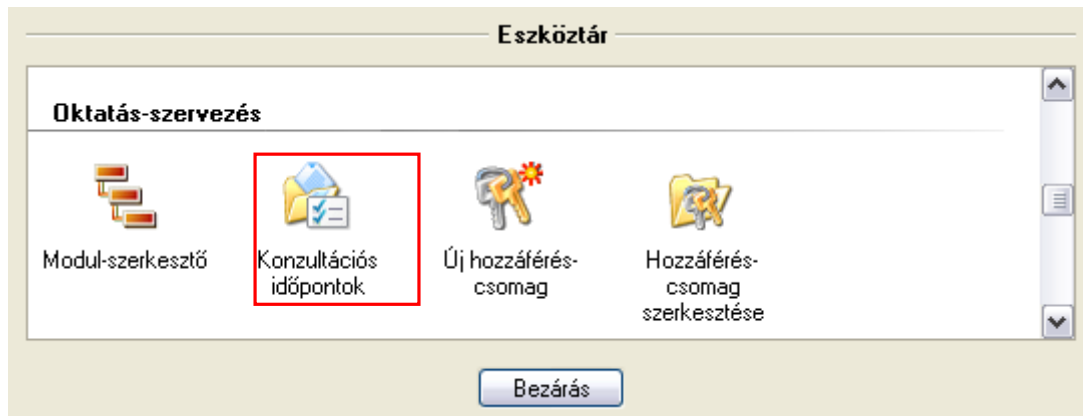 Eszköztár
Oktatás-szervezés
Modul-szerkesztő
Konzultációs
időpontok
Új hozzáférés-
csomag
Hozzáférés-
csomag
szerkesztése
Bezárás